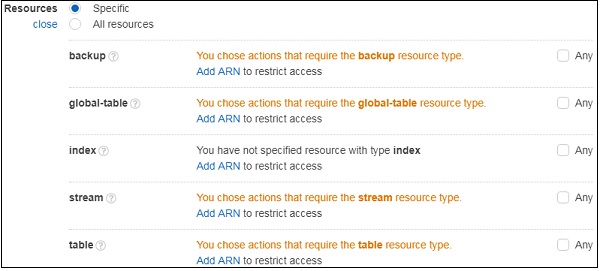 Resources Specific
close All resources
backup ? You chose actions that require the backup resource type. Any
Add ARN to restrict access
global-table ? You chose actions that require the global-table resource type. Any
Add ARN to restrict access
index ? You have not specified resource with type index Any
Add ARN to restrict access
stream ? You chose actions that require the stream resource type. Any
Add ARN to restrict access
table ? You chose actions that require the table resource type. Any
Add ARN to restrict access